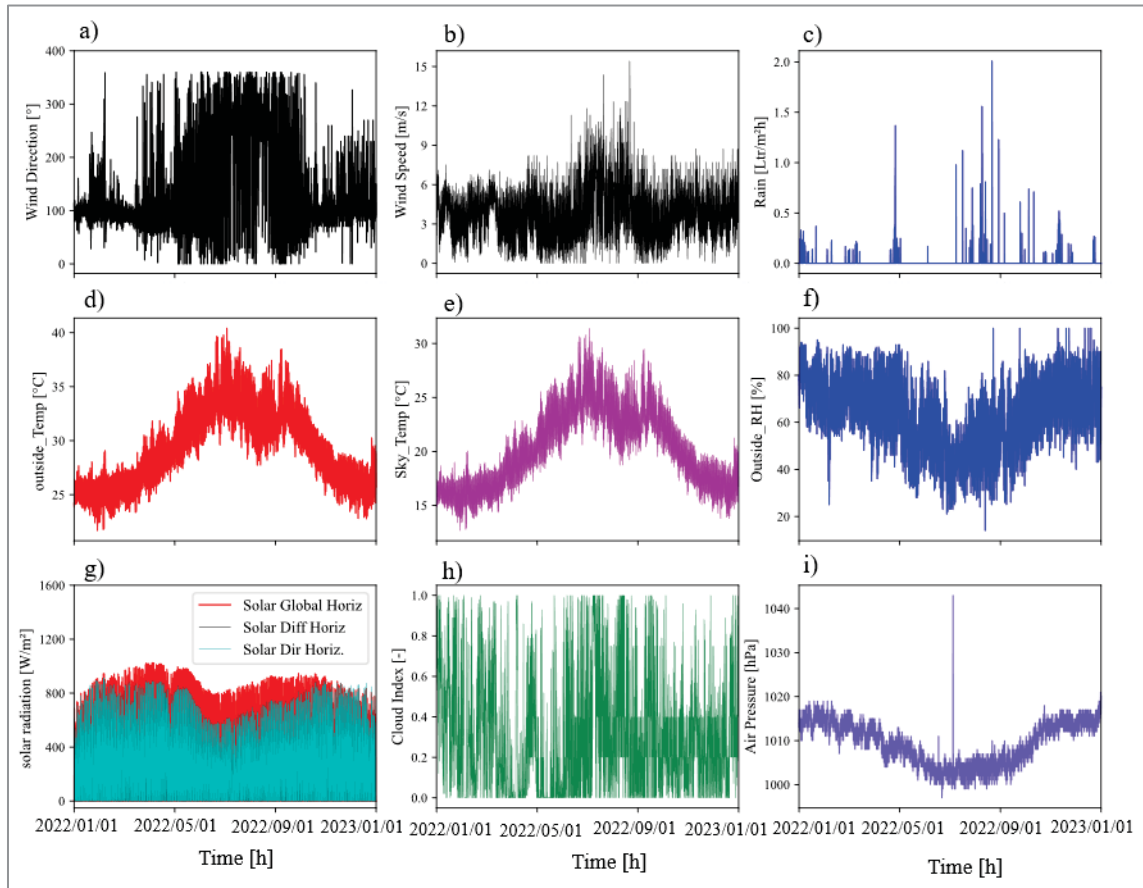 a)
b)
c)
400
300
200
100
0
Wind Direction [°]
15
12
9
6
3
0
Wind Speed [m/s]
2.0
1.5
1.0
0.5
0.0
Rain [Ltr/m²h]
d)
e)
f)
40
35
30
25
outside_Temp [°C]
30
25
20
15
Sky_Temp [°C]
100
80
60
40
20
Outside_RH [%]
g)
h)
i)
1600
1200
800
400
0
solar radiation [W/m²]
Solar Global Horiz
Solar Diff Horiz
Solar Dir Horiz.
1.0
0.8
0.6
0.4
0.2
0.0
Cloud Index [-]
1040
1030
1020
1010
1000
Air Pressure [hPa]
2022/01/01 2022/05/01 2022/09/01 2023/01/01
2022/01/01 2022/05/01 2022/09/01 2023/01/01
2022/01/01 2022/05/01 2022/09/01 2023/01/01
Time [h]
Time [h]
Time [h]